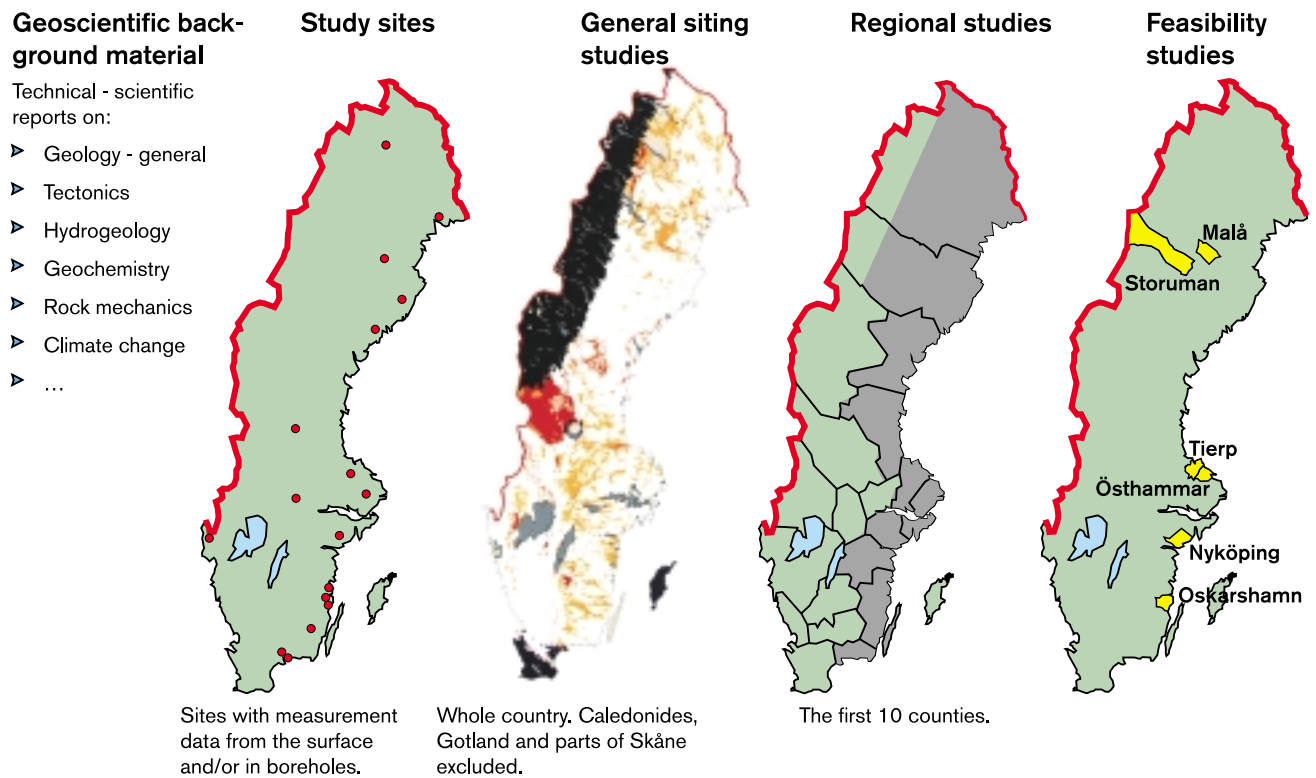 Geoscientific back-
ground material
Technical - scientific
reports on:
Geology - general
Tectonics
Hydrogeology
Geochemistry
Rock mechanics
Climate change
...
Study sites
Sites with measurement
data from the surface
and/or in boreholes.
General siting
studies
Whole country. Caledonides,
Gotland and parts of Skåne
excluded.
Regional studies
The first 10 counties.
Feasibility
studies
Malå
Storuman
Tierp
Östhammar
Nyköping
Oskarshamn